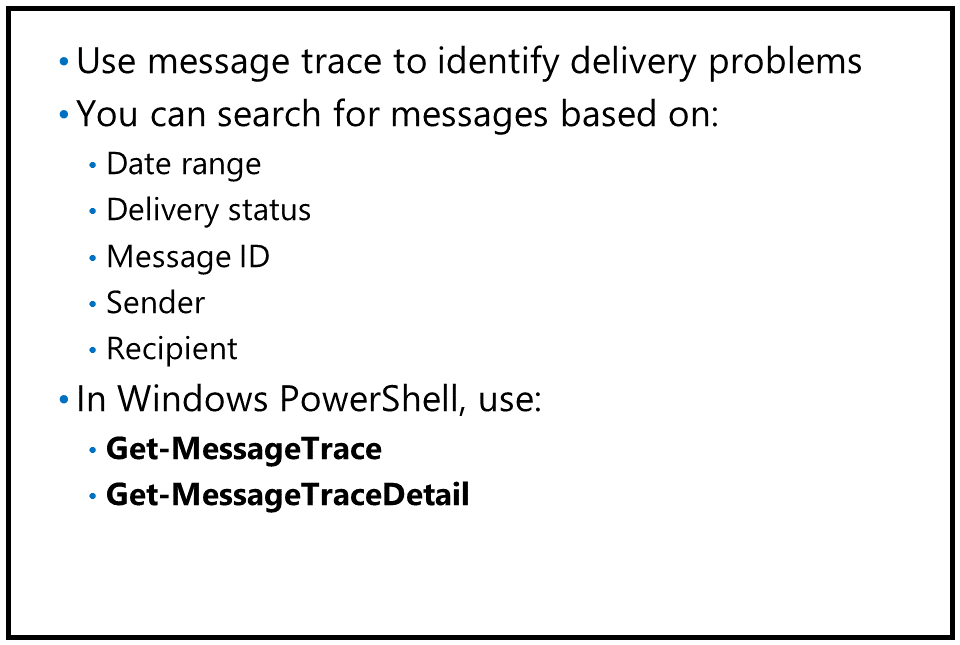 • Use message trace to identify delivery problems
• You can search for messages based on:
• Date range
• Delivery status
• Message ID
• Sender
• Recipient
• In Windows PowerShell, use:
• Get-MessageTrace
• Get-MessageTraceDetail